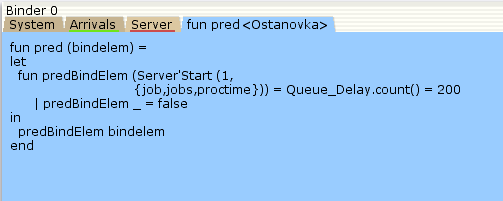 Binder 0
System Arrivals Server fun pred <Ostanovka>
fun pred (bindelem) =
let
fun predBindElem (Server'Start (1,
{job,jobs,proctime})) = Queue_Delay.count() = 200
| predBindElem _ = false
in
predBindElem bindelem
end